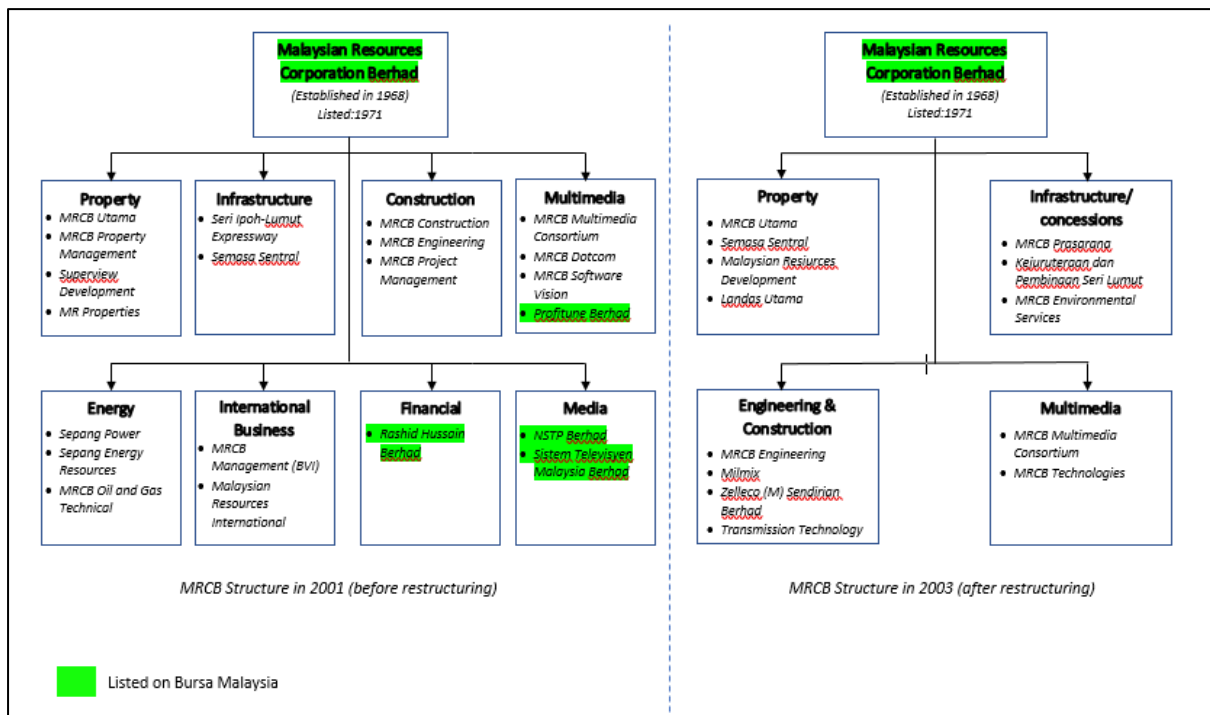 Malaysian Resources
Corporation Berhad
(Established in 1968)
Listed:1971
Property
• MRCB Utama
• MRCB Property
Management
• Superview
Development
• MR Properties
Infrastructure
• Seri Ipoh-Lumut
Expressway
• Semasa Sentral
Construction
• MRCB Construction
• MRCB Engineering
• MRCB Project
Management
Multimedia
• MRCB Multimedia
Consortium
• MRCB Dotcom
• MRCB Software
Vision
• Profitune Berhad
Energy
• Sepang Power
• Sepang Energy
Resources
• MRCB Oil and Gas
Technical
International
Business
• MRCB
Management (BVI)
• Malaysian
Resources
International
Financial
• Rashid Hussain
Berhad
Media
• NSTP Berhad
• Sistem Televisyen
Malaysia Berhad
MRCB Structure in 2001 (before restructuring)
Listed on Bursa Malaysia
Malaysian Resources
Corporation Berhad
(Established in 1968)
Listed:1971
Property
• MRCB Utama
• Semasa Sentral
• Malaysian Resiurces
Development
• Landas Utama
Infrastructure/
concessions
• MRCB Prasarana
• Kejuruteraan dan
Pembinaan Seri Lumut
• MRCB Environmental
Services
Engineering &
Construction
• MRCB Engineering
• Milmix
• Zelleco (M) Sendirian
Berhad
• Transmission Technology
Multimedia
• MRCB Multimedia
Consortium
• MRCB Technologies
MRCB Structure in 2003 (after restructuring)